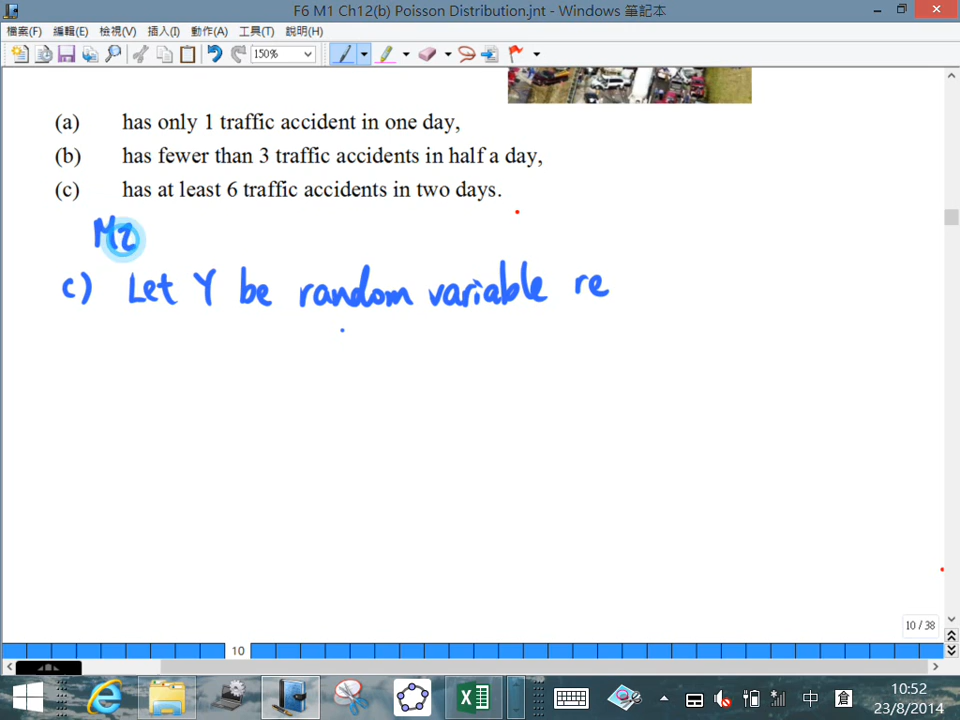 F6 M1 Ch12(b) Poisson Distribution.jnt - Windows 筆記本
檔案(F) 編輯(E) 檢視(V) 插入(I) 動作(A) 工具(T) 說明(H)
150%
(a) has only 1 traffic accident in one day,
(b) has fewer than 3 traffic accidents in half a day,
(c) has at least 6 traffic accidents in two days.
M2
c) Let Y be random variable re
10 / 38
10
中 倉
10:52
23/8/2014